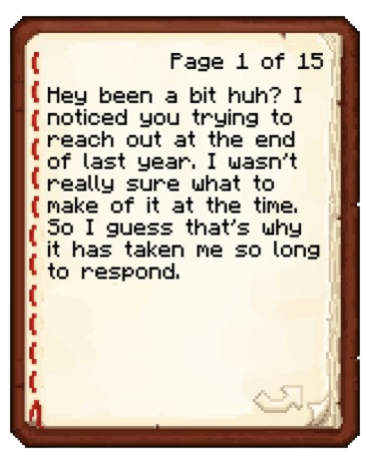 Page 1 of 15
Hey been a bit huh? I
noticed you trying to
reach out at the end
of last year. I wasn't
really sure what to
make of it at the time.
So I guess that's why
it has taken me so long
to respond.